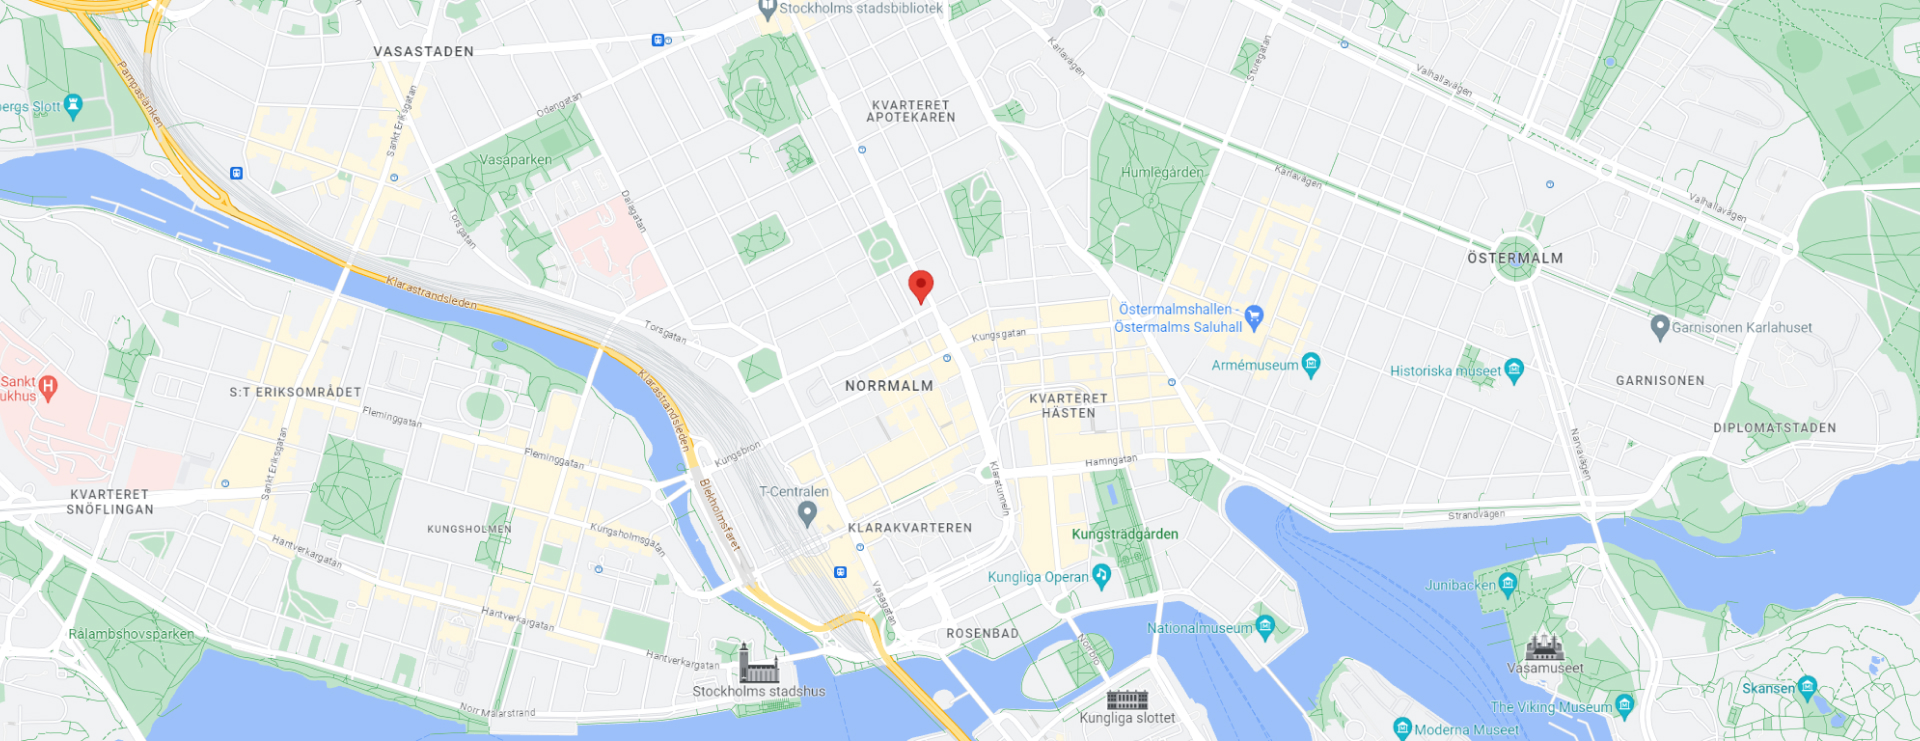 Stockholms stadsbibliotek
VASASTADEN
Karlavägen
Sturegatan
Valhallavägen
Pampaslänken
ergs Slott
Odengatan
Sankt Eriksgatan
KVARTERET
APOTEKAREN
Vasaparken
Humlegården
Karlavägen
Valhallavägen
Dalagatan
Torsgatan
ÖSTERMALM
Klarastrandsleden
Torsgatan
Östermalmshallen -
Östermalms Saluhall
Kungsgatan
Garnisonen Karlahuset
Armémuseum
Historiska museet
GARNISONEN
Sankt
ukhus
S:T ERIKSOMRÅDET
NORRMALM
Klarastrandsleden
KVARTERET
HÄSTEN
Fleminggatan
DIPLOMATSTADEN
Narvavägen
Sankt Eriksgatan
Fleminggatan
Kungsbron
Hamngatan
Klaratunneln
KVARTERET
SNÖFLINGAN
T-Centralen
Blekholmsfaret
Strandvägen
KUNGSHOLMEN
Kungsholmsgatan
KLARAKVARTEREN
Kungsträdgården
Hantverkargatan
Kungliga Operan
Junibacken
Vasagatan
Hantverkargatan
Rålambshovsparken
ROSENBAD
Nationalmuseum
Norrbro
Hantverkargatan
Vasamuseet
Stockholms stadshus
Skansen
Norr Mälarstrand
Kungliga slottet
The Viking Museum
Moderna Museet